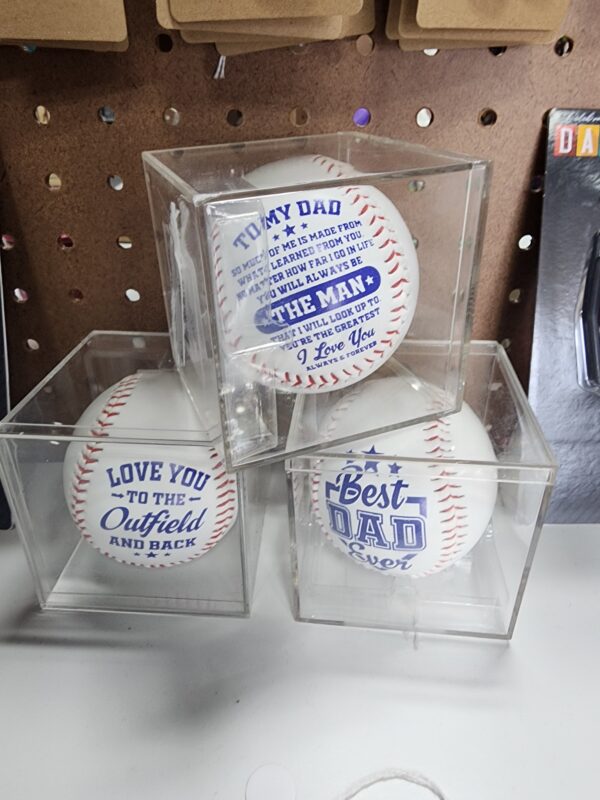 TO MY DAD
SO MUCH OF ME IS MADE FROM
WHAT I LEARNED FROM YOU.
NO MATTER HOW FAR I GO IN LIFE
YOU WILL ALWAYS BE
THE MAN
THAT I WILL LOOK UP TO.
YOU'RE THE GREATEST
I Love You
ALWAYS & FOREVER
LOVE YOU
TO THE
Outfield
AND BACK
Best
DAD
Ever
DA